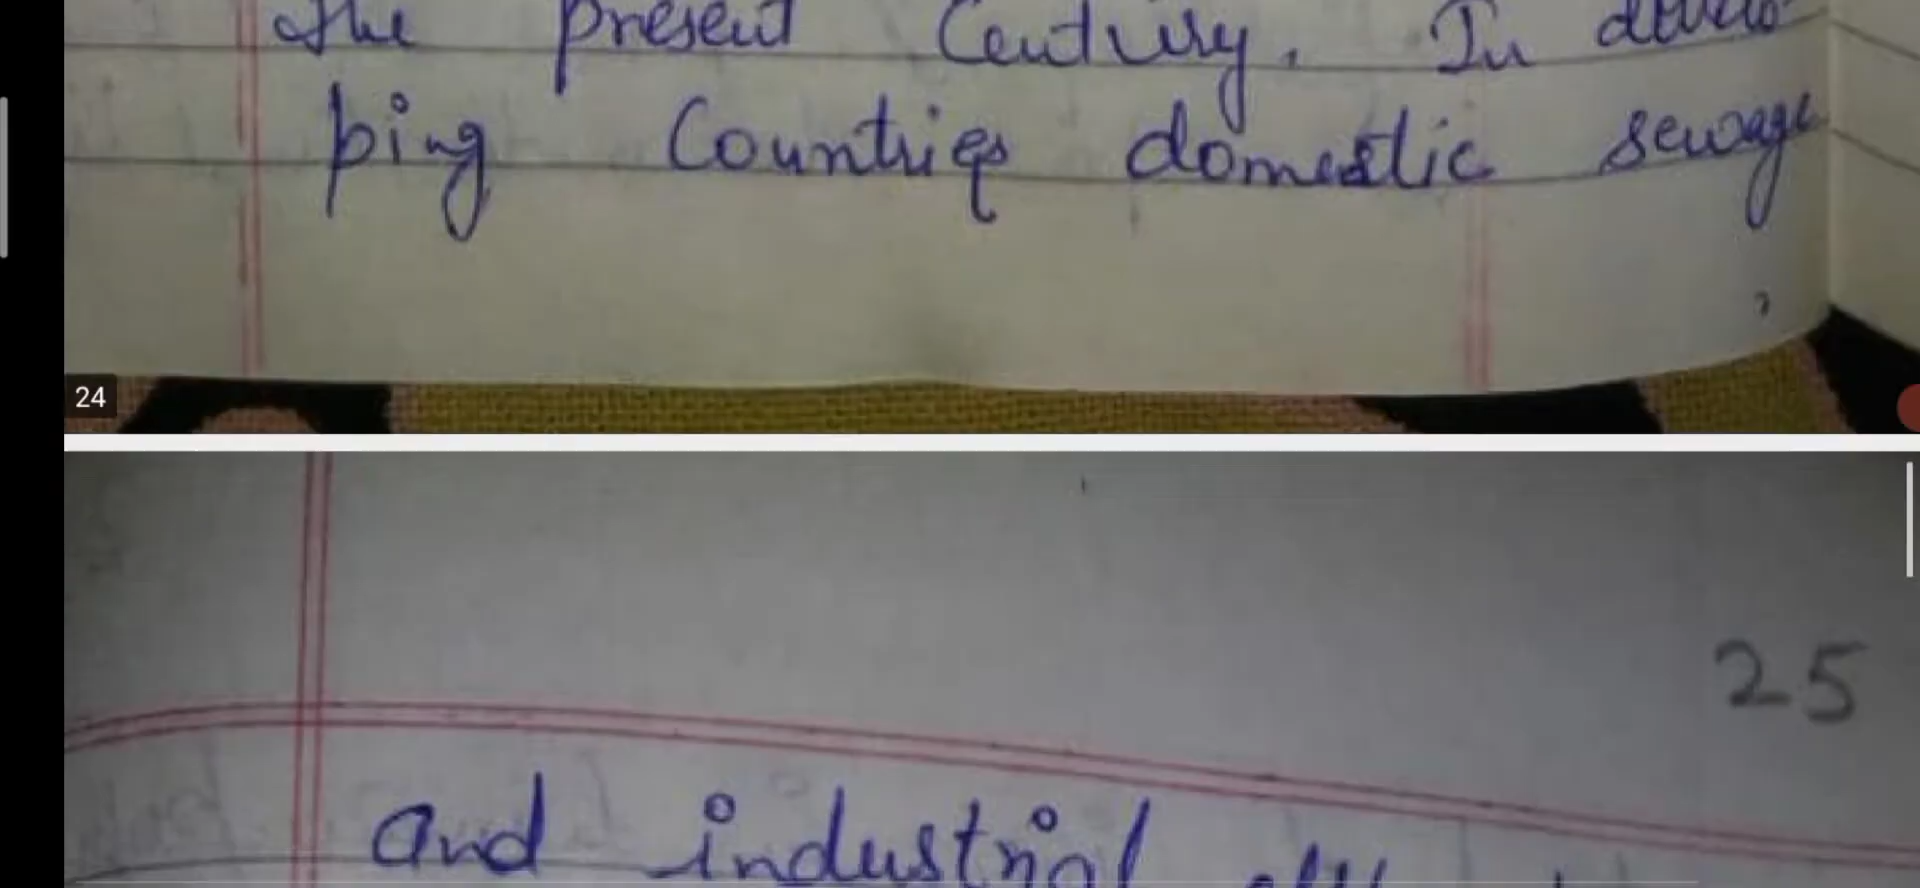 the present Century. In develo
ping Countries domestic sewage
24
25
and industrial